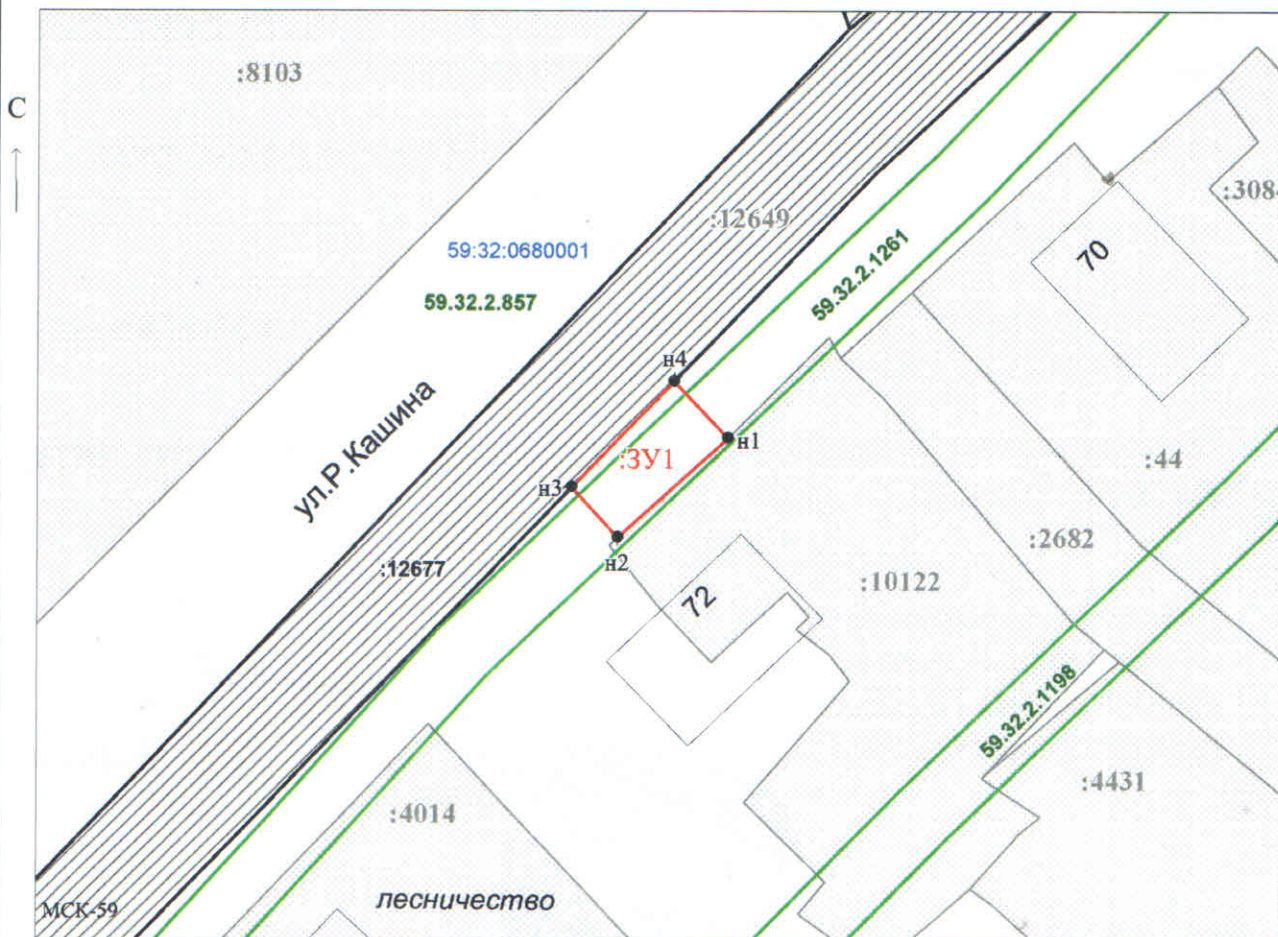 :8103
С
:3084
:12649
59:32:0680001
70
59.32.2.1261
59.32.2.857
н4
ул.Р.Кашина
н1
:ЗУ1
:44
н3
:2682
н2
:12677
:10122
72
59.32.2.1198
:4431
:4014
лесничество
МСК-59